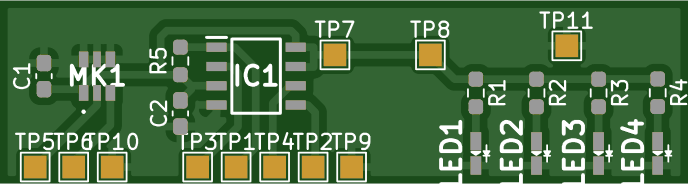 TP7 TP8 TP11
C1 MK1 R5 IC1
C2 R1 R2 R3 R4
TP5 TP6 TP10 TP3 TP1 TP4 TP2 TP9
LED1 LED2 LED3 LED4